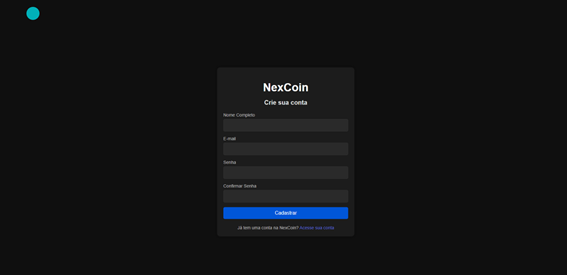 NexCoin
Crie sua conta
Nome Completo
E-mail
Senha
Confirmar Senha
Cadastrar
Já tem uma conta na NexCoin? Acesse sua conta